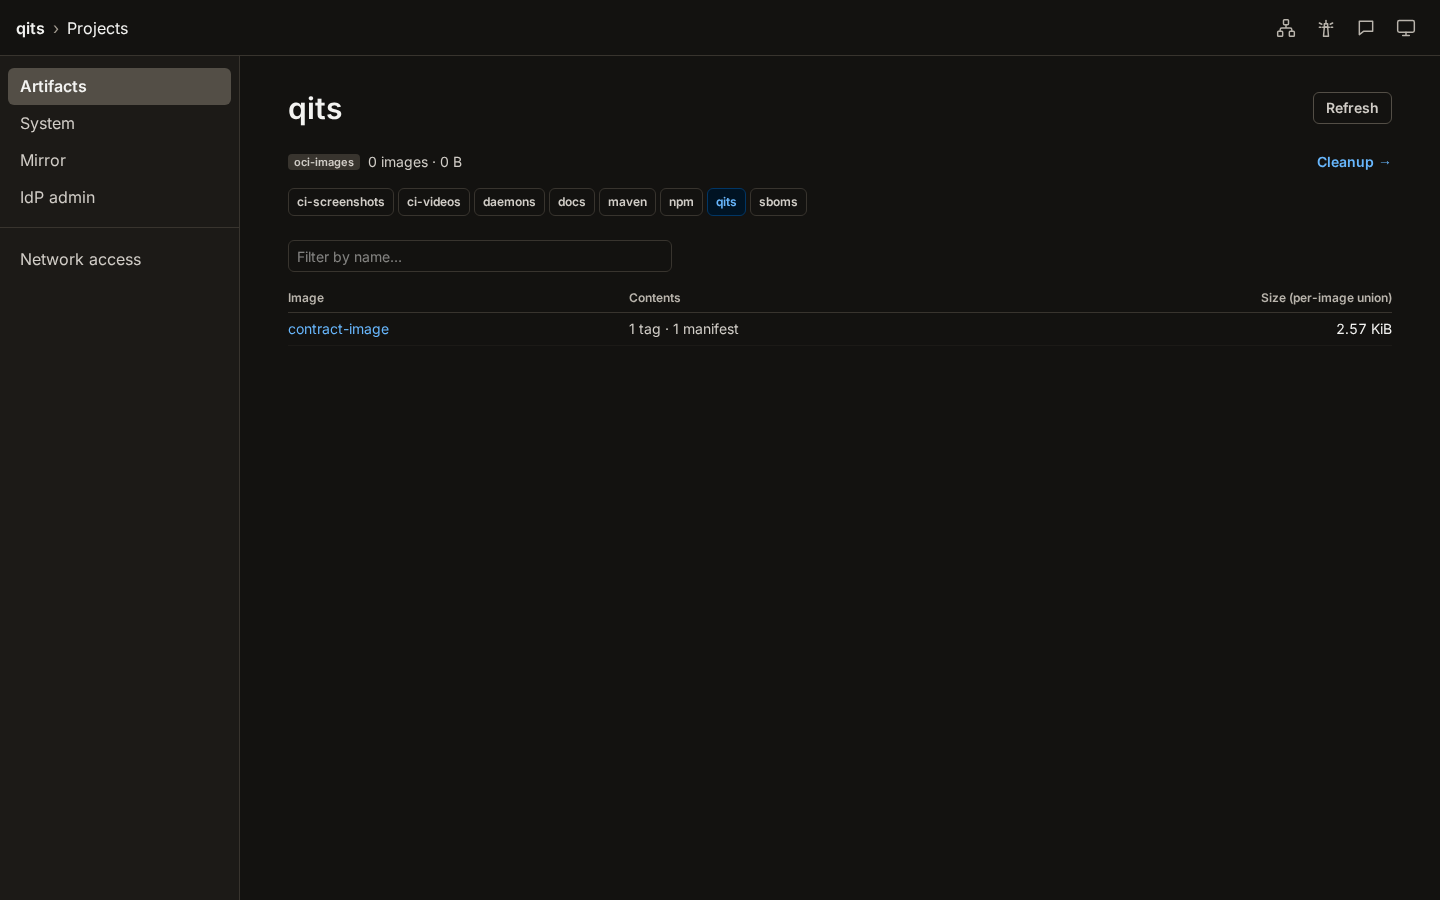 qits › Projects
Artifacts
System
Mirror
IdP admin
Network access
qits
Refresh
oci-images 0 images · 0 B
Cleanup →
ci-screenshots ci-videos daemons docs maven npm qits sboms
Filter by name...
Image Contents Size (per-image union)
contract-image 1 tag · 1 manifest 2.57 KiB